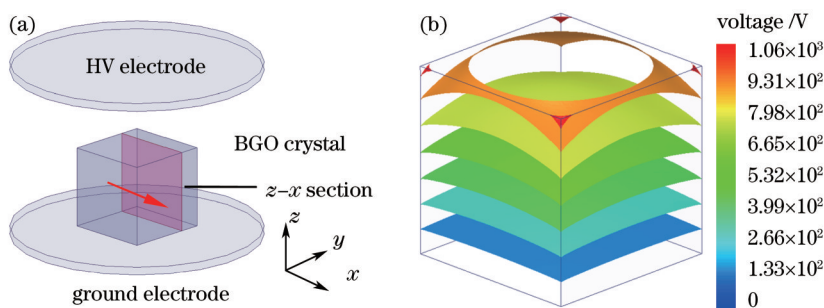 (a)
HV electrode
BGO crystal
z–x section
z
y
x
ground electrode
(b)
voltage /V
1.06×10³
9.31×10²
7.98×10²
6.65×10²
5.32×10²
3.99×10²
2.66×10²
1.33×10²
0